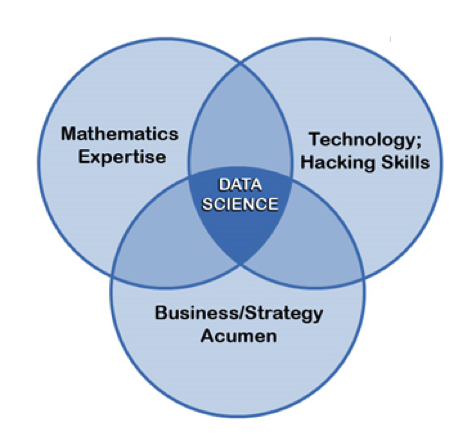 Mathematics
Expertise
Technology;
Hacking Skills
DATA
SCIENCE
Business/Strategy
Acumen